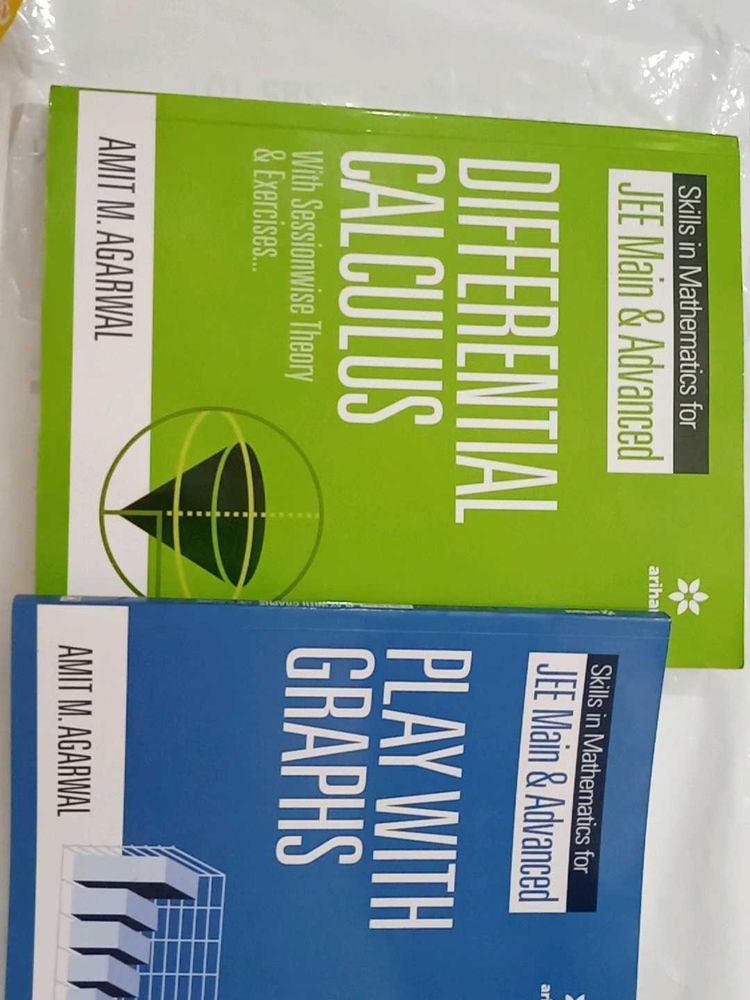 Skills in Mathematics for
JEE Main & Advanced
DIFFERENTIAL
CALCULUS
With Sessionwise Theory
& Exercises...
AMIT M. AGARWAL
Skills in Mathematics for
JEE Main & Advanced
PLAY WITH
GRAPHS
AMIT M. AGARWAL